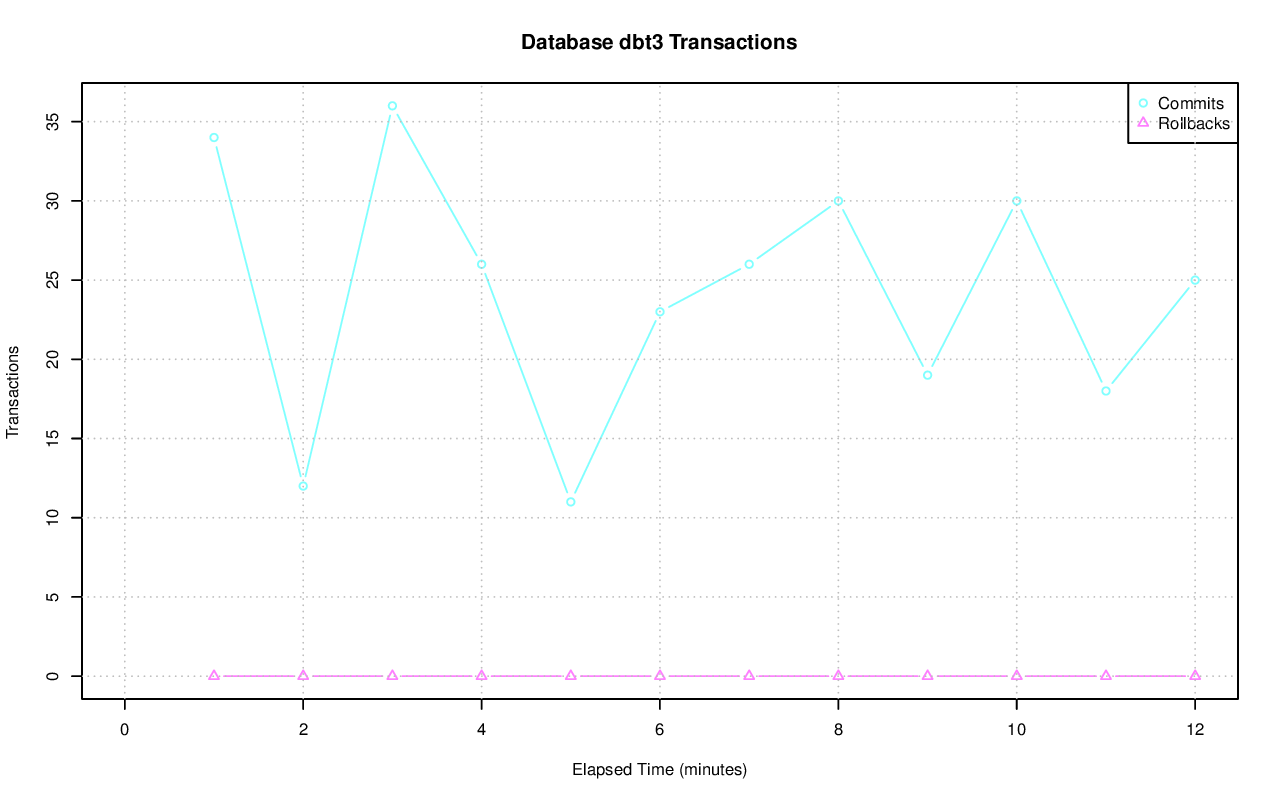 Database dbt3 Transactions
Commits
Rollbacks
35
30
25
20
15
10
5
0
Transactions
0 2 4 6 8 10 12
Elapsed Time (minutes)